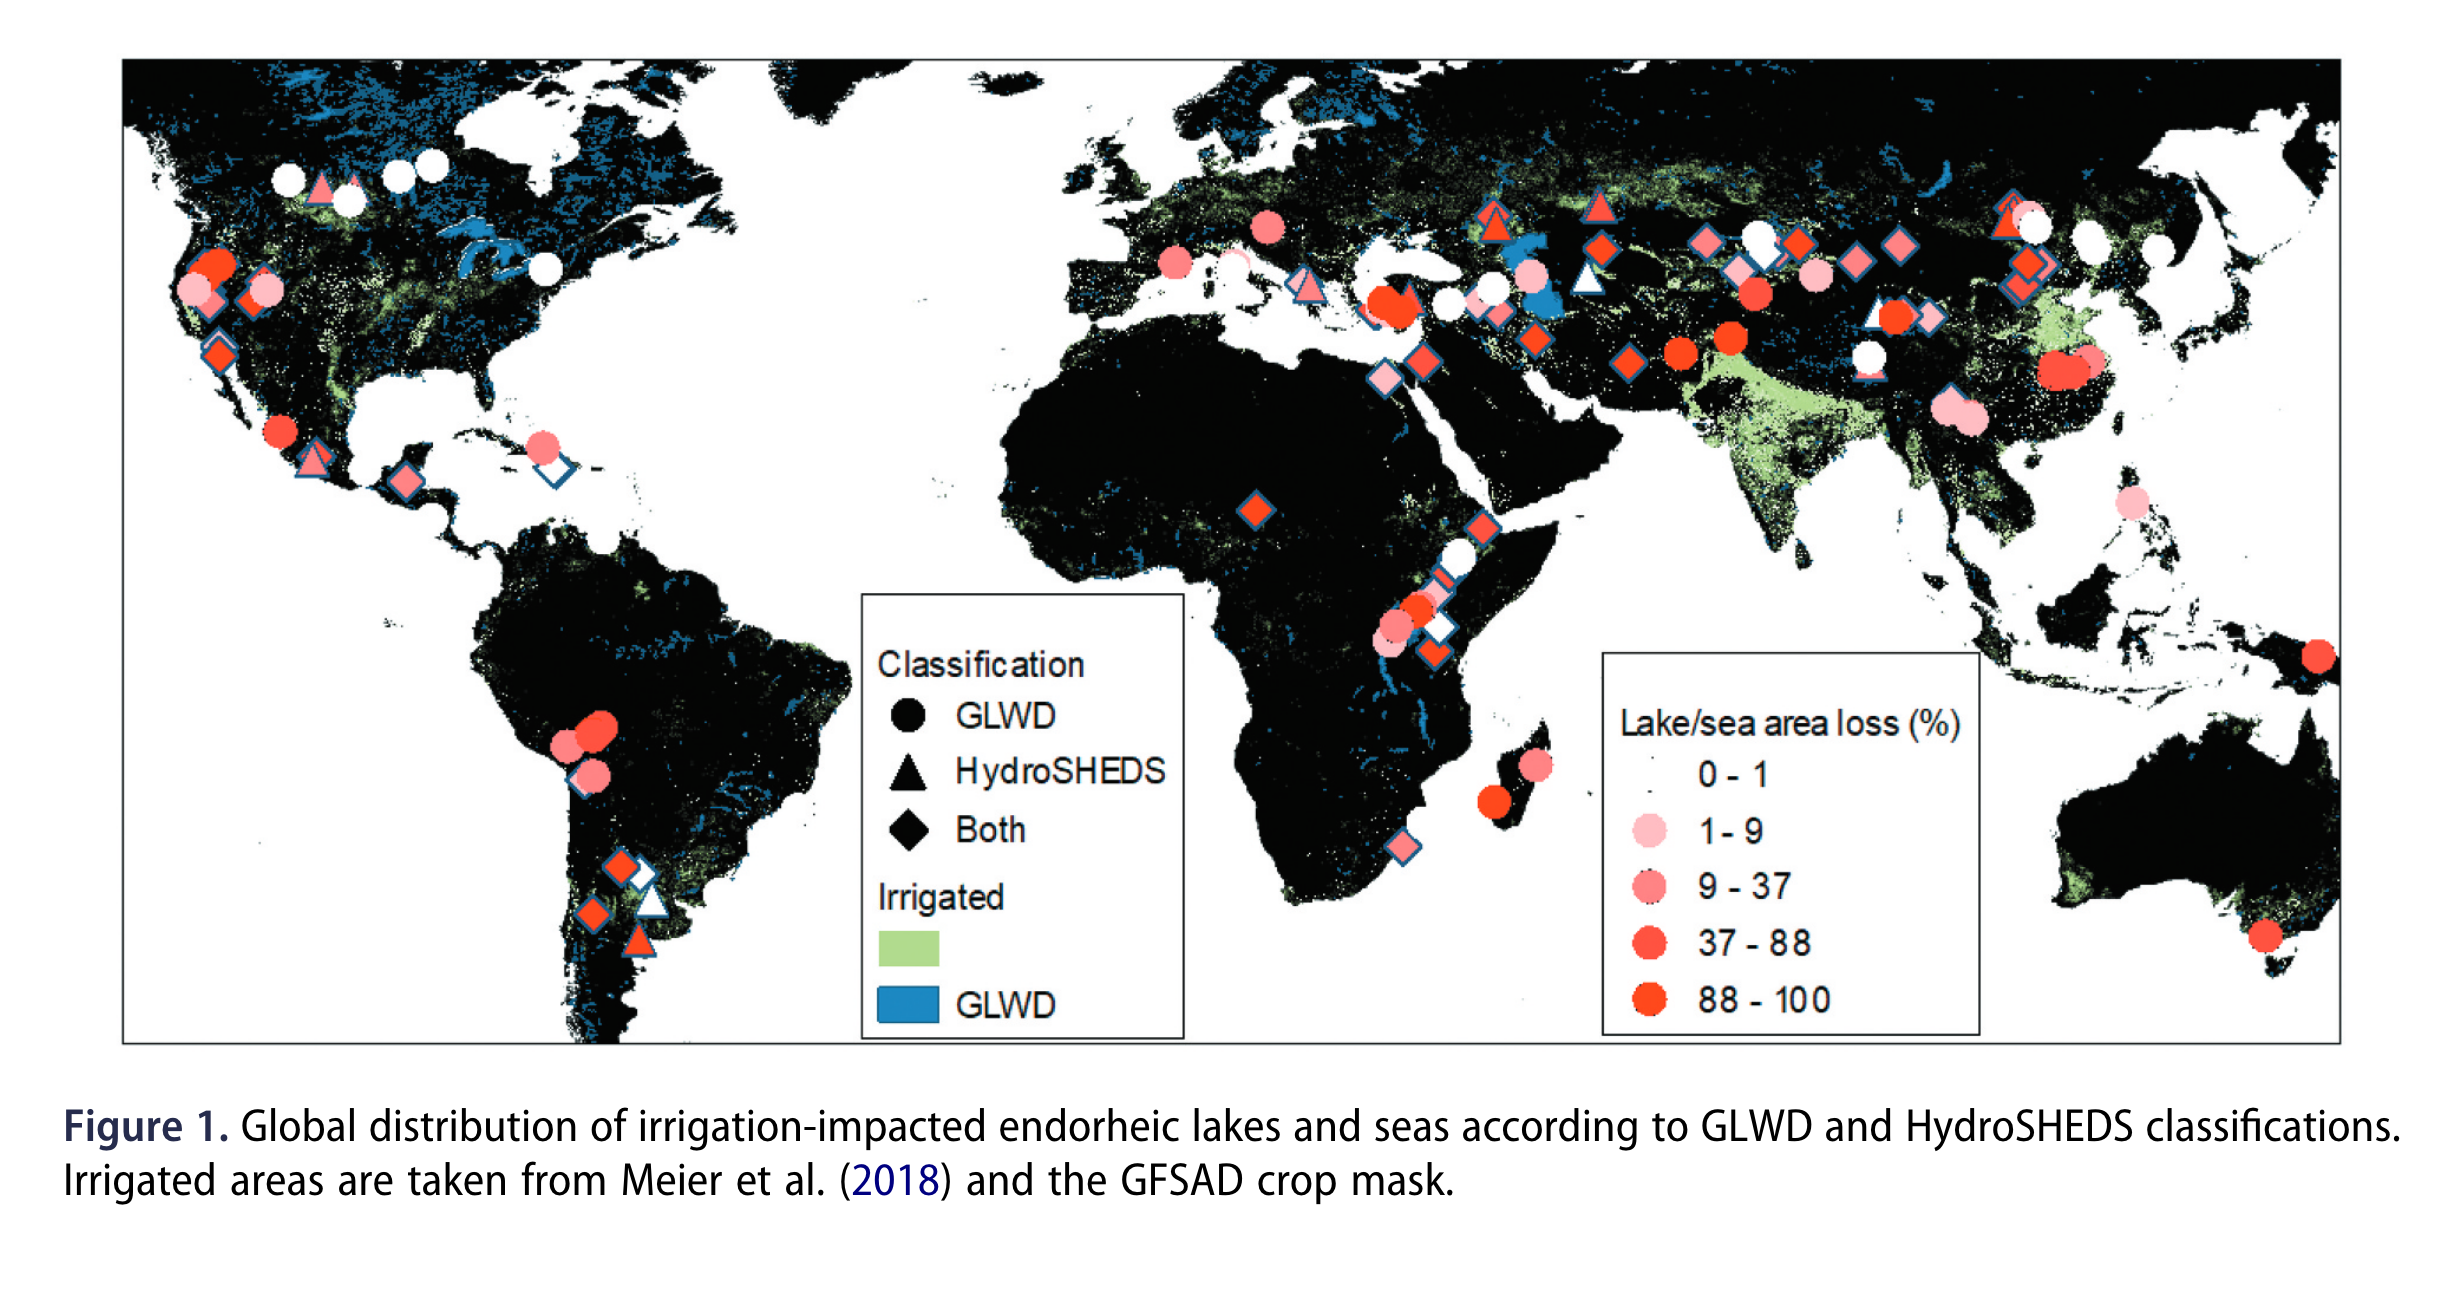 Classification
GLWD
HydroSHEDS
Both
Irrigated
GLWD
Lake/sea area loss (%)
0 - 1
1 - 9
9 - 37
37 - 88
88 - 100
Figure 1. Global distribution of irrigation-impacted endorheic lakes and seas according to GLWD and HydroSHEDS classifications.
Irrigated areas are taken from Meier et al. (2018) and the GFSAD crop mask.